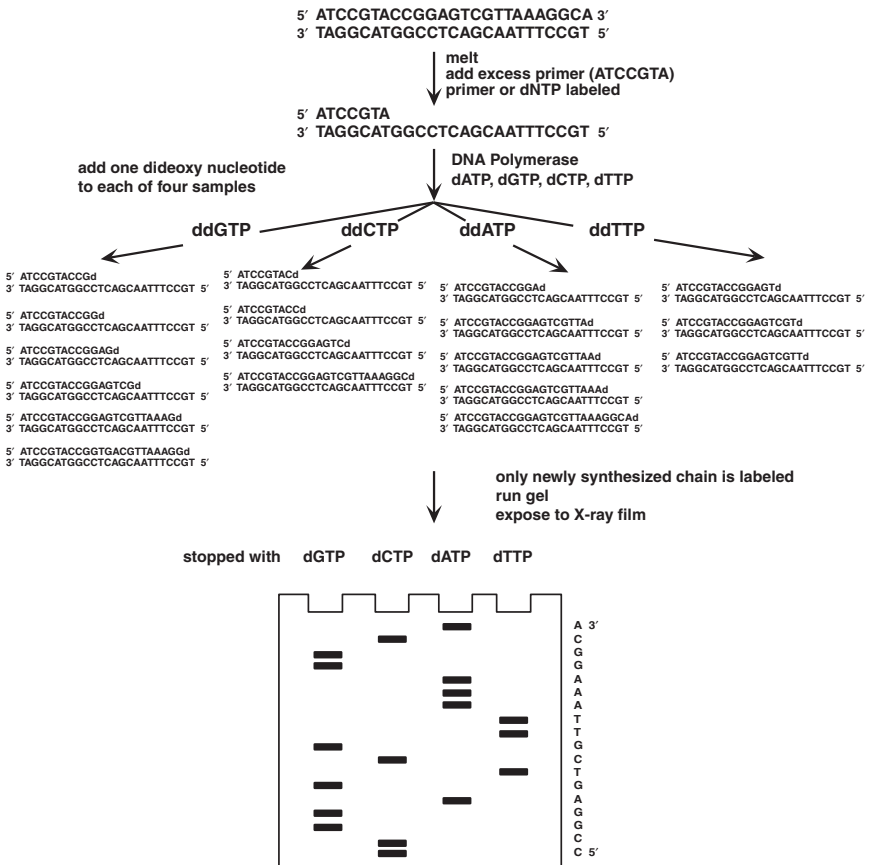 5′ ATCCGTACCGGAGTCGTTAAAGGCA 3′
3′ TAGGCATGGCCTCAGCAATTTCCGT 5′
melt
add excess primer (ATCCGTA)
primer or dNTP labeled
5′ ATCCGTA
3′ TAGGCATGGCCTCAGCAATTTCCGT 5′
add one dideoxy nucleotide
to each of four samples
DNA Polymerase
dATP, dGTP, dCTP, dTTP
ddGTP ddCTP ddATP ddTTP
5′ ATCCGTACCGd
3′ TAGGCATGGCCTCAGCAATTTCCGT 5′
5′ ATCCGTACCGGd
3′ TAGGCATGGCCTCAGCAATTTCCGT 5′
5′ ATCCGTACCGGAGd
3′ TAGGCATGGCCTCAGCAATTTCCGT 5′
5′ ATCCGTACCGGAGTCGd
3′ TAGGCATGGCCTCAGCAATTTCCGT 5′
5′ ATCCGTACCGGAGTCGTTAAAGd
3′ TAGGCATGGCCTCAGCAATTTCCGT 5′
5′ ATCCGTACCGGTGACGTTAAAGGd
3′ TAGGCATGGCCTCAGCAATTTCCGT 5′
5′ ATCCGTACd
3′ TAGGCATGGCCTCAGCAATTTCCGT 5′
5′ ATCCGTACCd
3′ TAGGCATGGCCTCAGCAATTTCCGT 5′
5′ ATCCGTACCGGAGTCd
3′ TAGGCATGGCCTCAGCAATTTCCGT 5′
5′ ATCCGTACCGGAGTCGTTAAAGGCd
3′ TAGGCATGGCCTCAGCAATTTCCGT 5′
5′ ATCCGTACCGGAd
3′ TAGGCATGGCCTCAGCAATTTCCGT 5′
5′ ATCCGTACCGGAGTCGTTAd
3′ TAGGCATGGCCTCAGCAATTTCCGT 5′
5′ ATCCGTACCGGAGTCGTTAAd
3′ TAGGCATGGCCTCAGCAATTTCCGT 5′
5′ ATCCGTACCGGAGTCGTTAAAd
3′ TAGGCATGGCCTCAGCAATTTCCGT 5′
5′ ATCCGTACCGGAGTCGTTAAAGGCAd
3′ TAGGCATGGCCTCAGCAATTTCCGT 5′
5′ ATCCGTACCGGAGTd
3′ TAGGCATGGCCTCAGCAATTTCCGT 5′
5′ ATCCGTACCGGAGTCGTd
3′ TAGGCATGGCCTCAGCAATTTCCGT 5′
5′ ATCCGTACCGGAGTCGTTd
3′ TAGGCATGGCCTCAGCAATTTCCGT 5′
only newly synthesized chain is labeled
run gel
expose to X-ray film
stopped with dGTP dCTP dATP dTTP
A 3′
C
G
G
A
A
A
T
T
G
C
T
G
A
G
G
C
C 5′